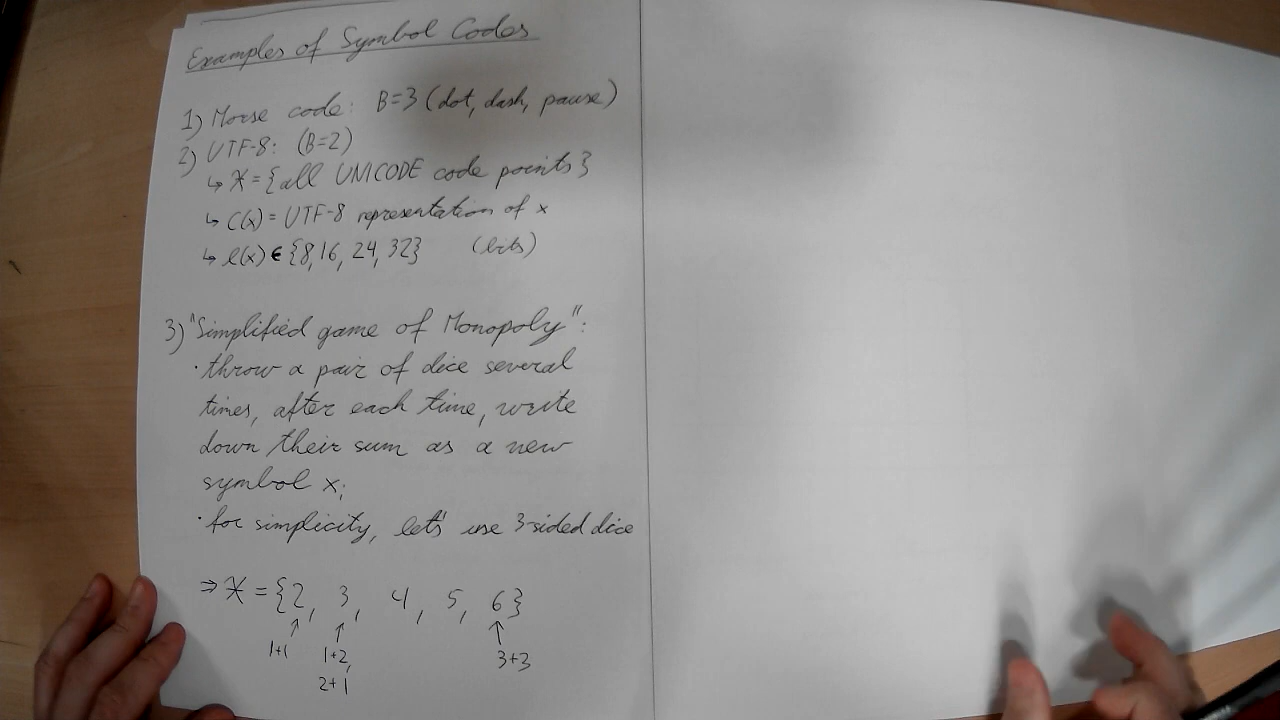 Examples of Symbol Codes
1) Morse code: B=3 (dot, dash, pause)
2) UTF-8: (B=2)
↳ 𝒳 = {all UNICODE code points}
↳ C(x) = UTF-8 representation of x
↳ ℓ(x) ∈ {8, 16, 24, 32} (bits)
3) "Simplified game of Monopoly":
· throw a pair of dice several
times, after each time, write
down their sum as a new
symbol xᵢ
· for simplicity, let's use 3-sided dice
⇒ 𝒳 = {2, 3, 4, 5, 6}
↑ ↑ ↑
1+1 1+2, 3+3
2+1